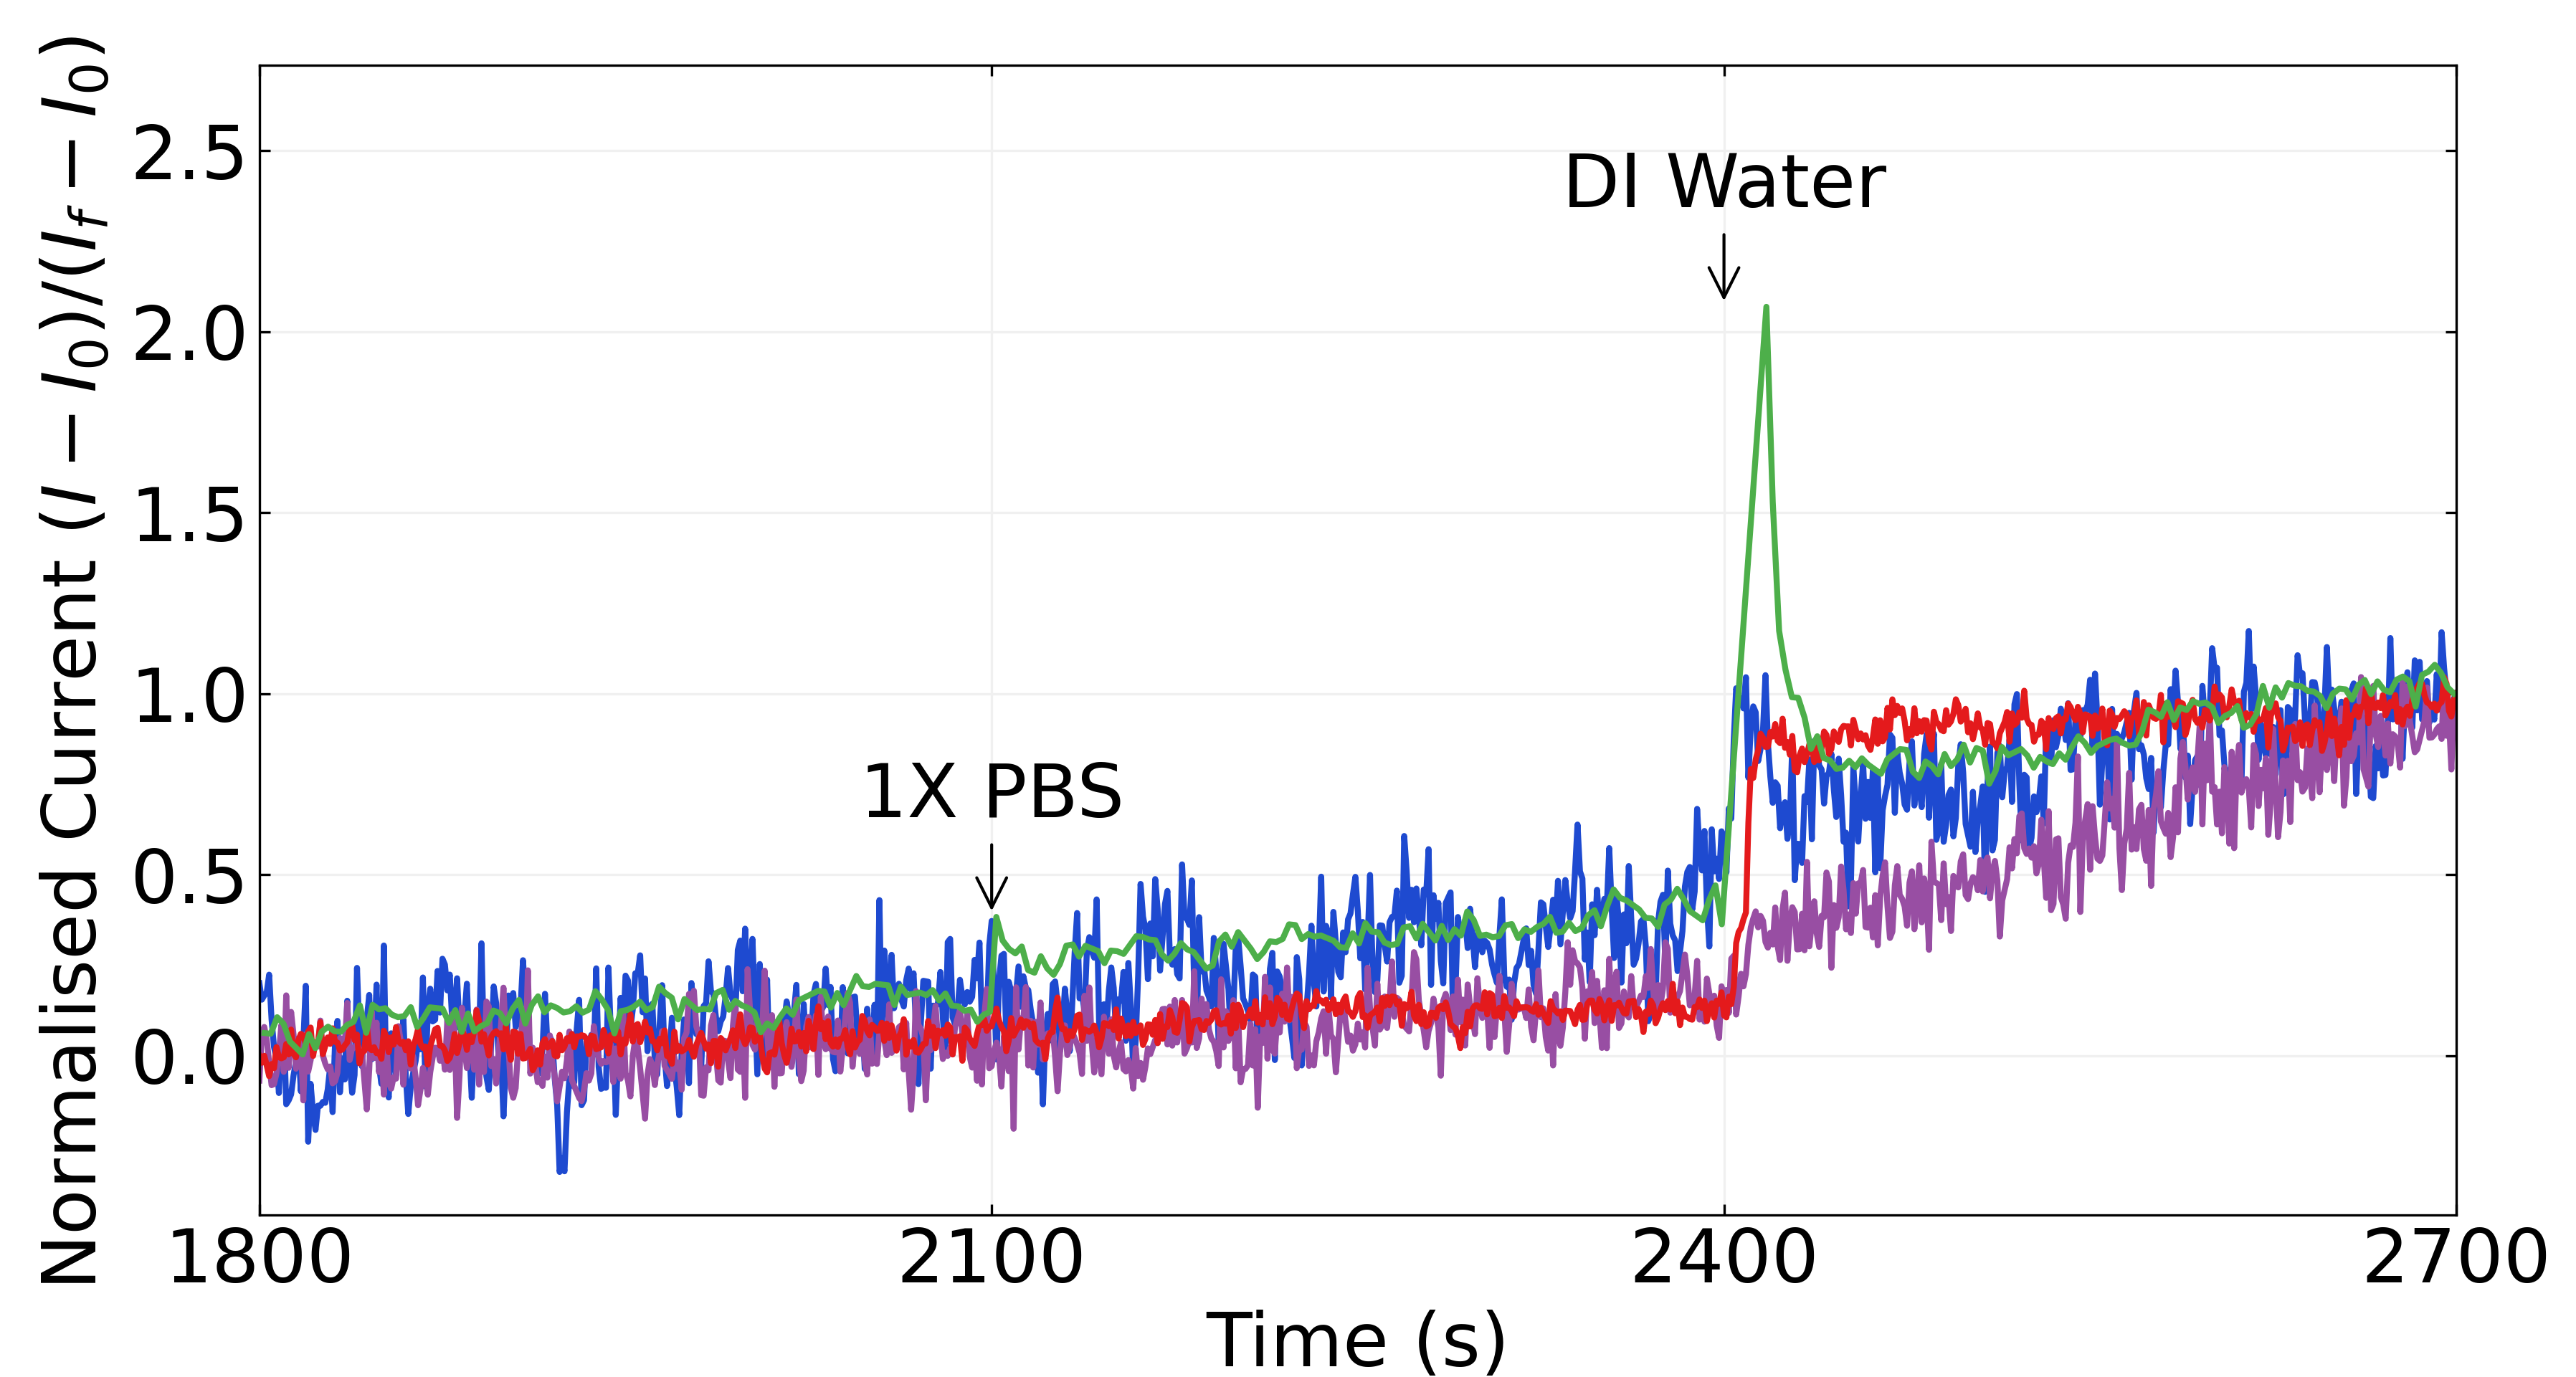 Normalised Current (I − I₀)/(I_f − I₀)
2.5
2.0
1.5
1.0
0.5
0.0
DI Water
1X PBS
1800 2100 2400 2700
Time (s)